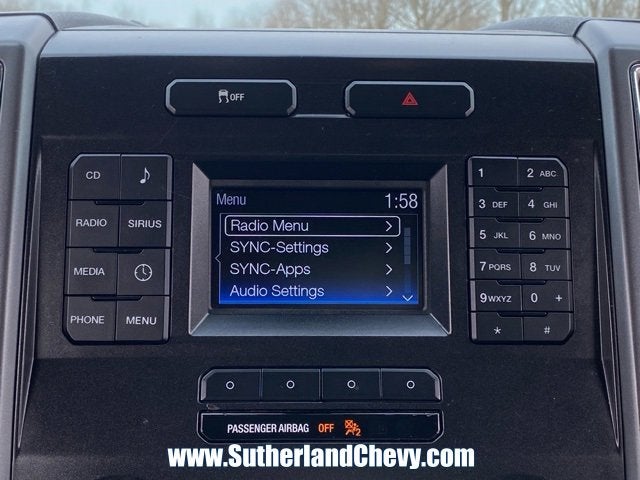 OFF
CD
RADIO SIRIUS
MEDIA
PHONE MENU
Menu 1:58
Radio Menu >
SYNC-Settings >
SYNC-Apps >
Audio Settings >
1 2 ABC
3 DEF 4 GHI
5 JKL 6 MNO
7 PQRS 8 TUV
9 WXYZ 0 +
* #
PASSENGER AIRBAG OFF 2
www.SutherlandChevy.com